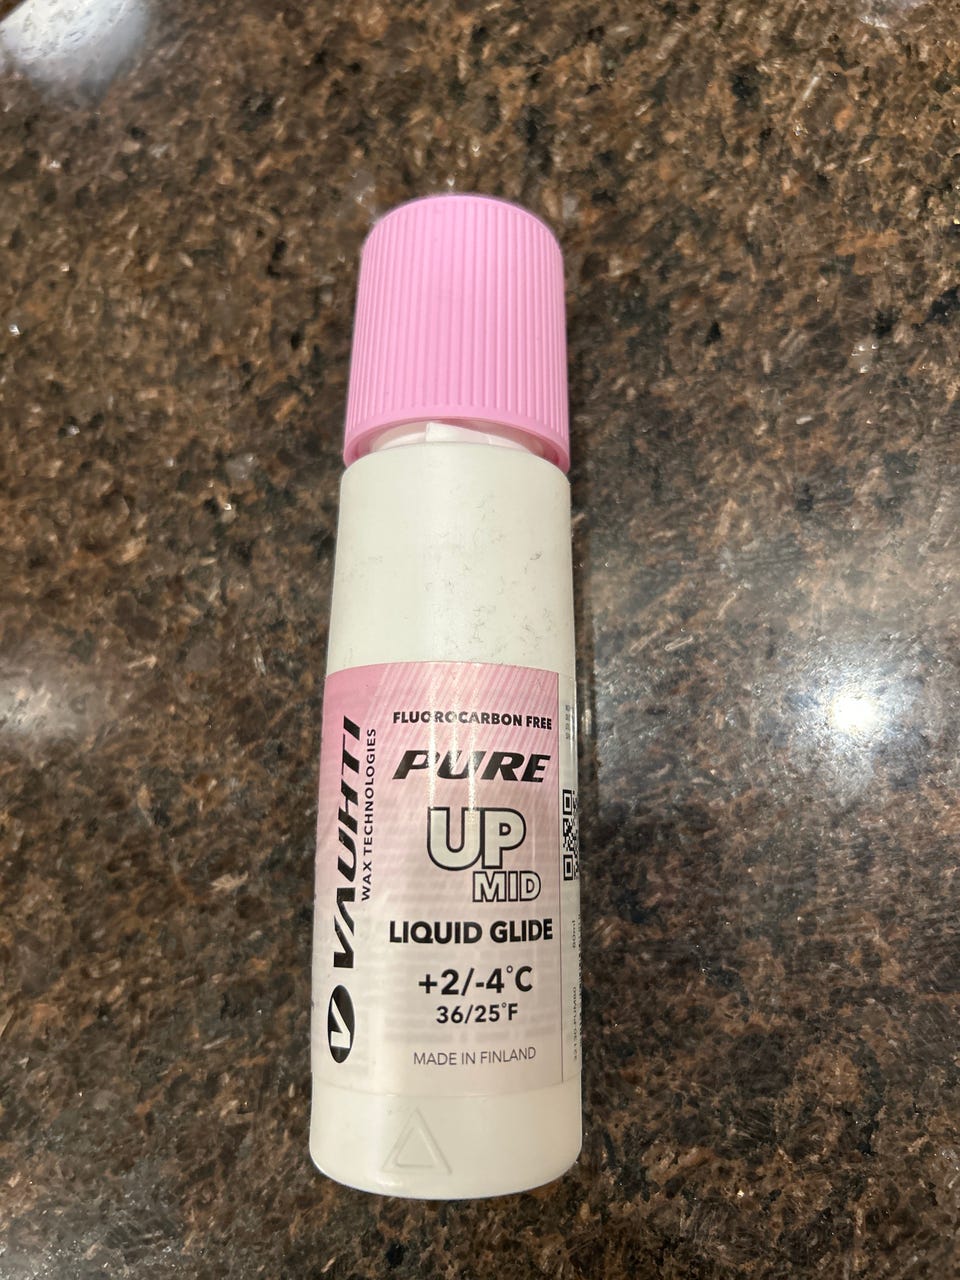 VAUHTI
WAX TECHNOLOGIES
FLUOROCARBON FREE
PURE
UP
MID
LIQUID GLIDE
+2/-4°C
36/25°F
MADE IN FINLAND